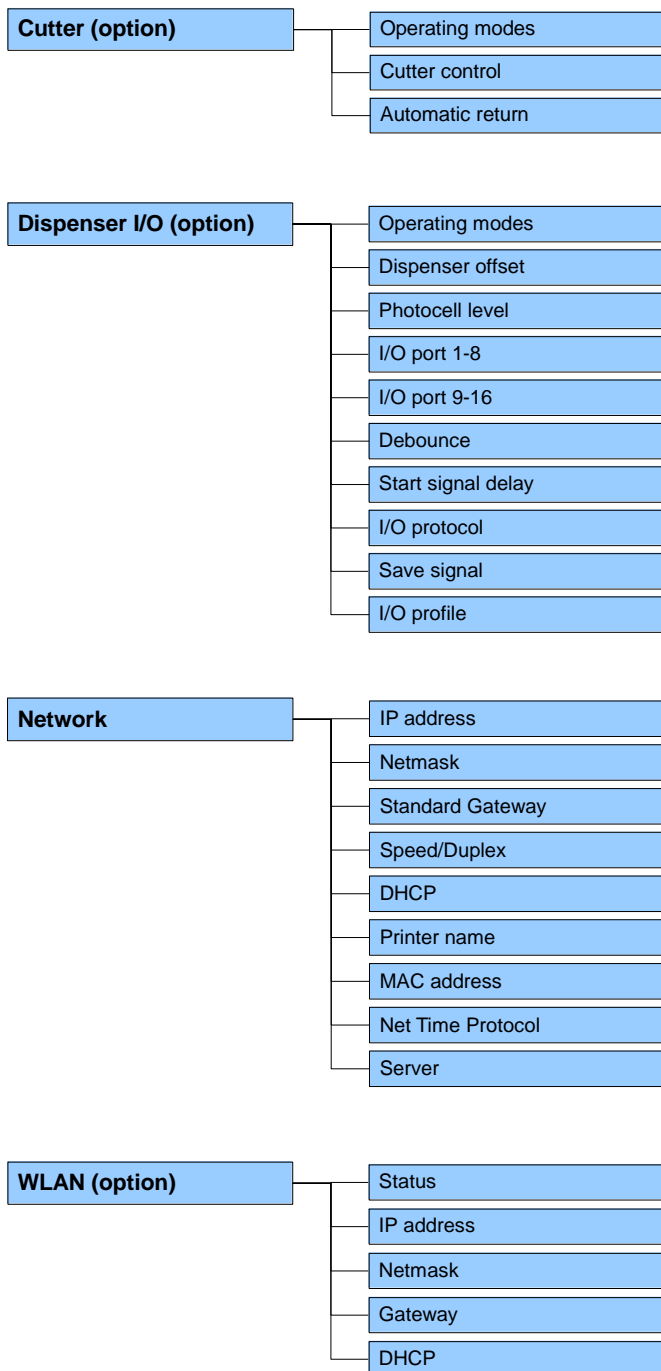 Cutter (option)
Operating modes
Cutter control
Automatic return
Dispenser I/O (option)
Operating modes
Dispenser offset
Photocell level
I/O port 1-8
I/O port 9-16
Debounce
Start signal delay
I/O protocol
Save signal
I/O profile
Network
IP address
Netmask
Standard Gateway
Speed/Duplex
DHCP
Printer name
MAC address
Net Time Protocol
Server
WLAN (option)
Status
IP address
Netmask
Gateway
DHCP